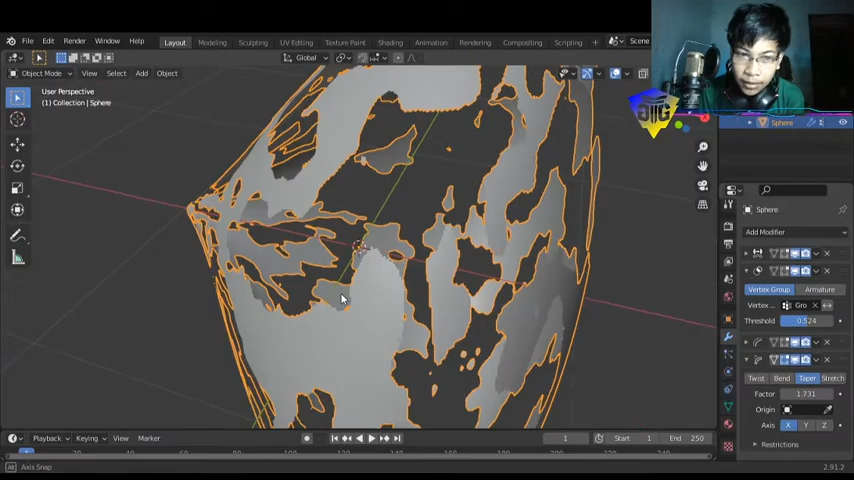 File Edit Render Window Help Layout Modeling Sculpting UV Editing Texture Paint Shading Animation Rendering Compositing Scripting + Scene
Global
Object Mode View Select Add Object
User Perspective
(1) Collection | Sphere
Sphere
Sphere
Add Modifier
Vertex Group Armature
Vertex ... Gro
Threshold 0.524
Twist Bend Taper Stretch
Factor 1.731
Origin
Axis X Y Z
Restrictions
Playback Keying View Marker 1 Start 1 End 250
Axis Snap 2.91.2